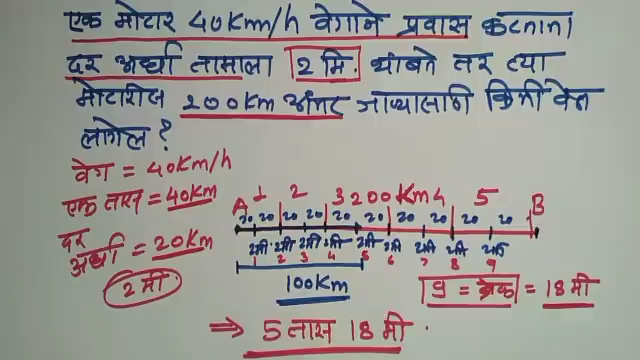 एक मोटार 40Km/h वेगाने प्रवास करताना
दर अर्ध्या तासाला 2 मि. थांबते तर त्या
मोटारीस 200Km अंतर जाण्यासाठी किती वेळ
लागेल ?
वेग = 40Km/h
एक तास = 40Km
दर
अर्ध्या = 20Km
2 मी
A 1 2 3 200Km 4 5 B
20 20 20 20 20 20 20 20 20 20
2मी 2मी 2मी 2मी 2मी 2मी 2मी 2मी 2मी
1 2 3 4 5 6 7 8 9
100Km
9 = ब्रेक = 18 मी
⇒ 5 तास 18 मी.